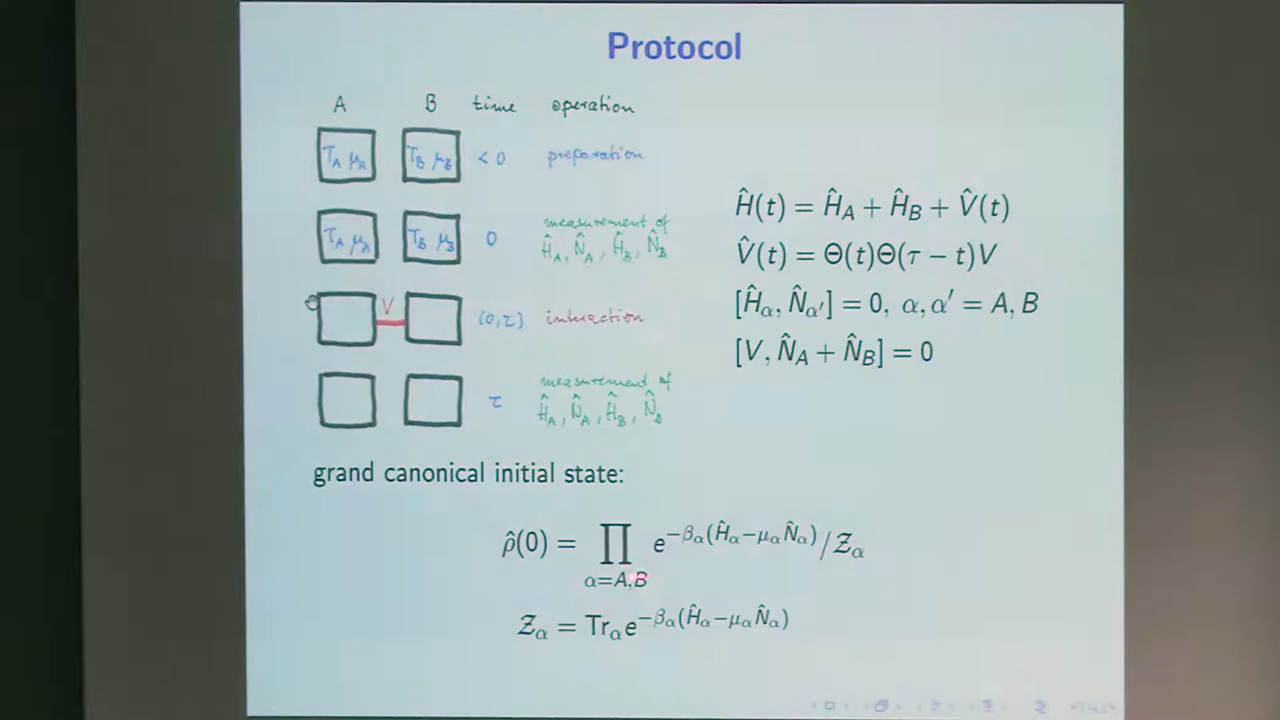 Protocol
A B time operation
T_A μ_A T_B μ_B < 0 preparation
measurement of
T_A μ_A T_B μ_B 0 Ĥ_A, N̂_A, Ĥ_B, N̂_B
V (0,τ) interaction
measurement of
τ Ĥ_A, N̂_A, Ĥ_B, N̂_B
Ĥ(t) = Ĥ_A + Ĥ_B + V̂(t)
V̂(t) = Θ(t)Θ(τ − t)V
[Ĥ_α, N̂_α′] = 0, α, α′ = A, B
[V, N̂_A + N̂_B] = 0
grand canonical initial state:
ρ̂(0) = ∏_{α=A,B} e^{−β_α(Ĥ_α−μ_αN̂_α)}/𝒵_α
𝒵_α = Tr_α e^{−β_α(Ĥ_α−μ_αN̂_α)}